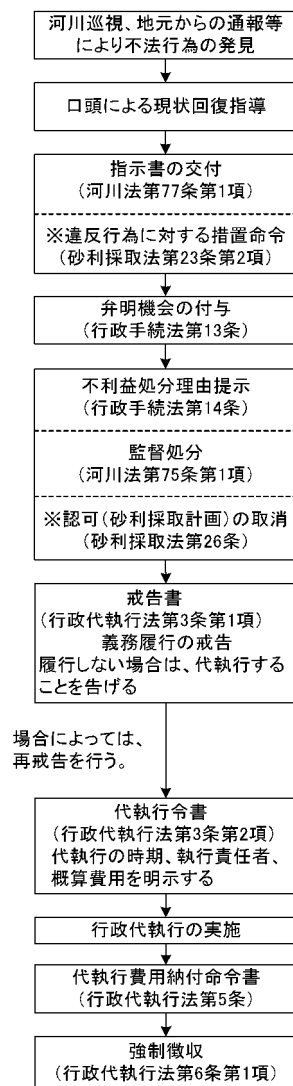 河川巡視、地元からの通報等
により不法行為の発見
口頭による現状回復指導
指示書の交付
(河川法第77条第1項)
※違反行為に対する措置命令
(砂利採取法第23条第2項)
弁明機会の付与
(行政手続法第13条)
不利益処分理由提示
(行政手続法第14条)
監督処分
(河川法第75条第1項)
※認可(砂利採取計画)の取消
(砂利採取法第26条)
戒告書
(行政代執行法第3条第1項)
義務履行の戒告
履行しない場合は、代執行する
ことを告げる
場合によっては、
再戒告を行う。
代執行令書
(行政代執行法第3条第2項)
代執行の時期、執行責任者、
概算費用を明示する
行政代執行の実施
代執行費用納付命令書
(行政代執行法第5条)
強制徴収
(行政代執行法第6条第1項)